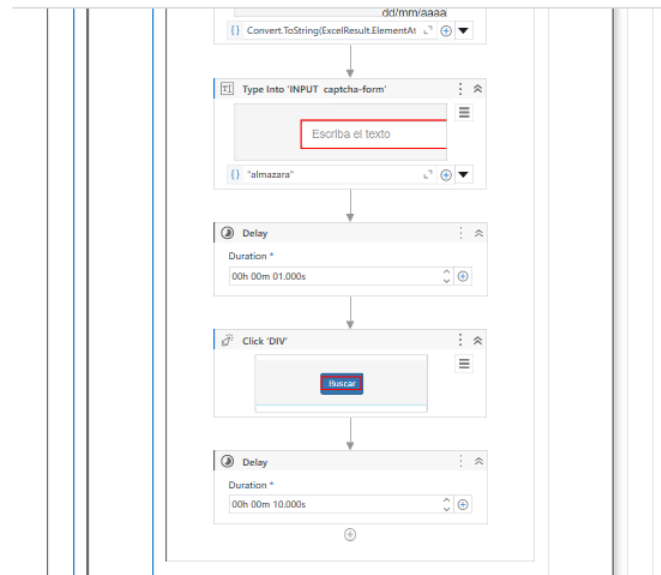 dd/mm/aaaa
{} Convert.ToString(ExcelResult.ElementAt
Type Into 'INPUT captcha-form'
Escriba el texto
{} "almazara"
Delay
Duration *
00h 00m 01.000s
Click 'DIV'
Buscar
Delay
Duration *
00h 00m 10.000s